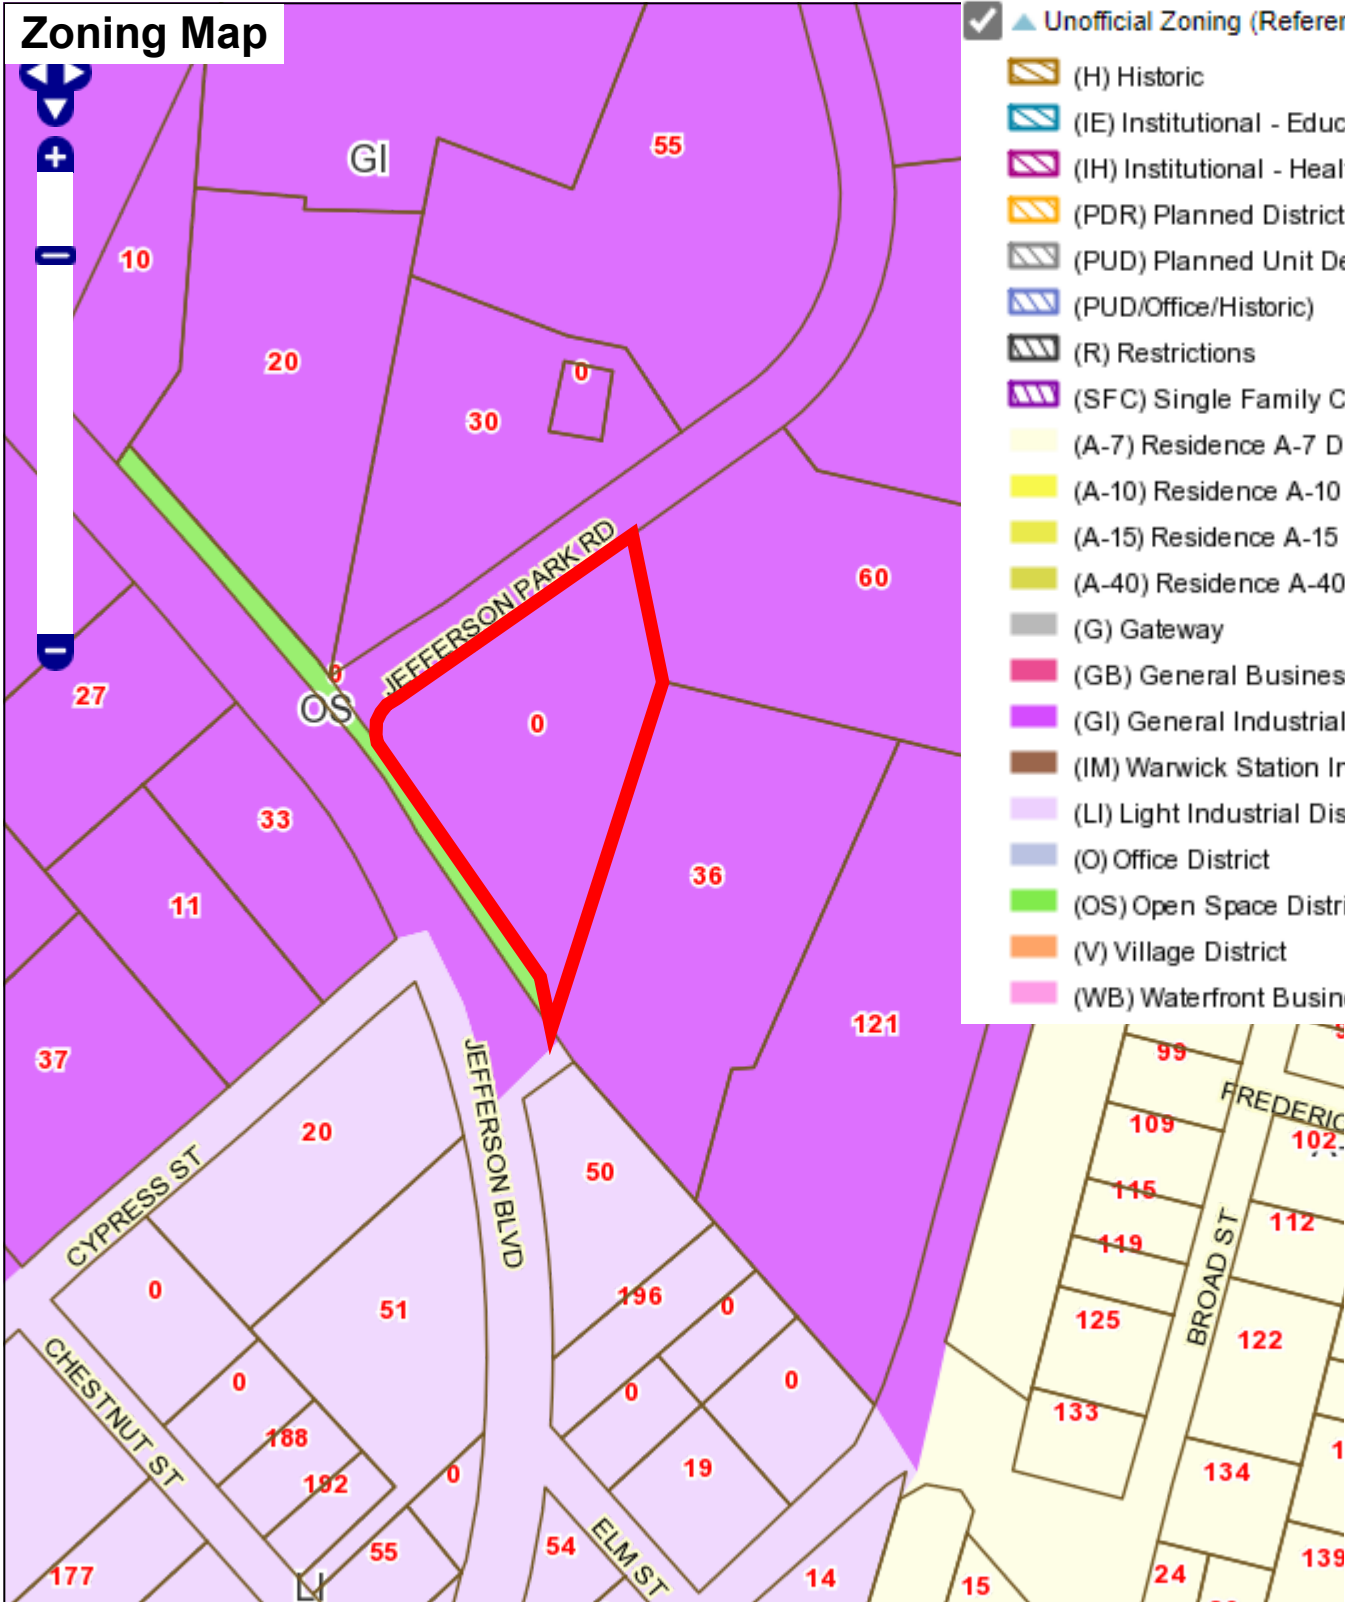 Zoning Map
Unofficial Zoning (Referen
(H) Historic
(IE) Institutional - Educ
(IH) Institutional - Heal
(PDR) Planned District
(PUD) Planned Unit De
(PUD/Office/Historic)
(R) Restrictions
(SFC) Single Family C
(A-7) Residence A-7 D
(A-10) Residence A-10
(A-15) Residence A-15
(A-40) Residence A-40
(G) Gateway
(GB) General Busines
(GI) General Industrial
(IM) Warwick Station In
(LI) Light Industrial Dis
(O) Office District
(OS) Open Space Distri
(V) Village District
(WB) Waterfront Busin
GI
55
10
20
0
30
JEFFERSON PARK RD
60
0
27
OS
0
33
36
11
121
37
99
JEFFERSON BLVD
FREDERIC
109
102
20
CYPRESS ST
50
115
112
119
BROAD ST
0
51
196
0
125
122
CHESTNUT ST
0
0
0
133
188
192
0
19
134
54
ELM ST
55
177
LI
14
15
24
139